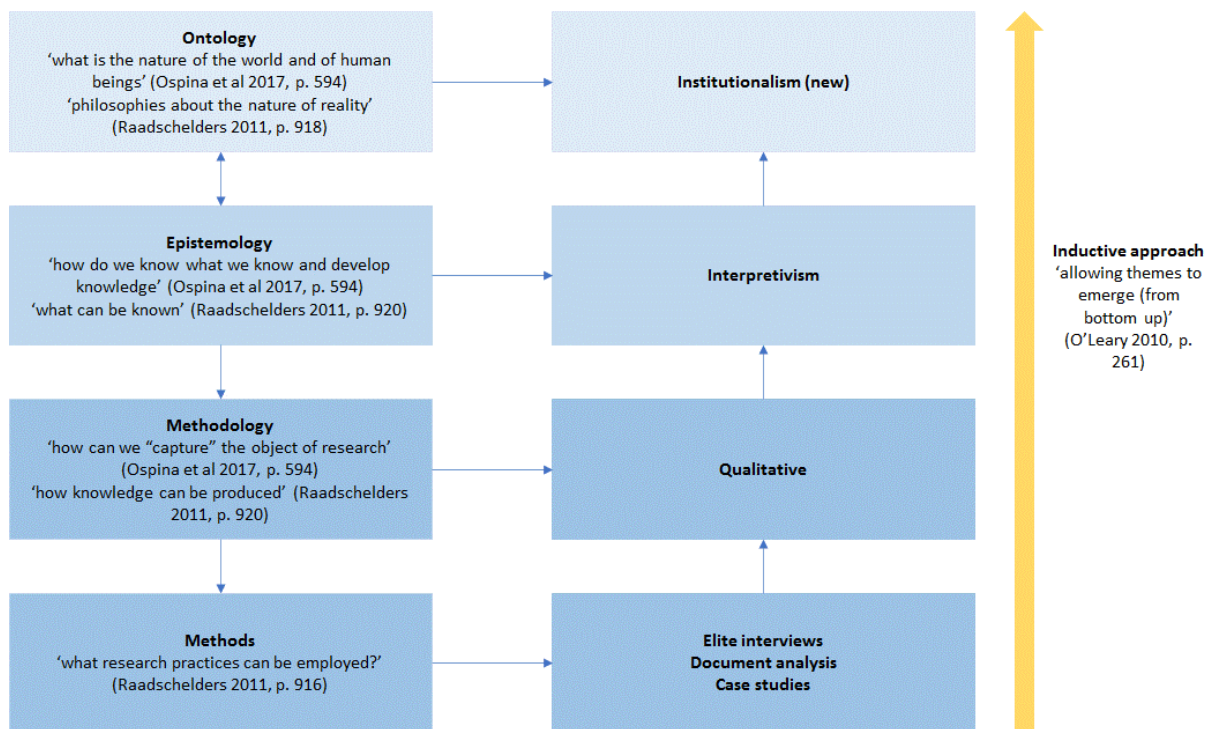 Ontology
‘what is the nature of the world and of human
beings’ (Ospina et al 2017, p. 594)
‘philosophies about the nature of reality’
(Raadschelders 2011, p. 918)
Institutionalism (new)
Epistemology
‘how do we know what we know and develop
knowledge’ (Ospina et al 2017, p. 594)
‘what can be known’ (Raadschelders 2011, p. 920)
Interpretivism
Methodology
‘how can we “capture” the object of research’
(Ospina et al 2017, p. 594)
‘how knowledge can be produced’ (Raadschelders
2011, p. 920)
Qualitative
Methods
‘what research practices can be employed?’
(Raadschelders 2011, p. 916)
Elite interviews
Document analysis
Case studies
Inductive approach
‘allowing themes to
emerge (from
bottom up)’
(O’Leary 2010, p.
261)